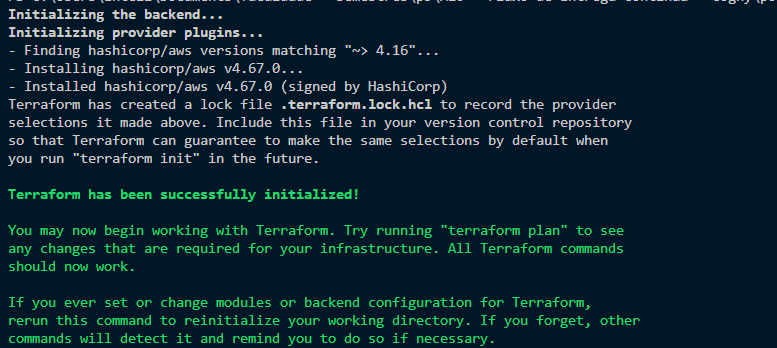 Initializing the backend...
Initializing provider plugins...
- Finding hashicorp/aws versions matching "~> 4.16"...
- Installing hashicorp/aws v4.67.0...
- Installed hashicorp/aws v4.67.0 (signed by HashiCorp)
Terraform has created a lock file .terraform.lock.hcl to record the provider
selections it made above. Include this file in your version control repository
so that Terraform can guarantee to make the same selections by default when
you run "terraform init" in the future.
Terraform has been successfully initialized!
You may now begin working with Terraform. Try running "terraform plan" to see
any changes that are required for your infrastructure. All Terraform commands
should now work.
If you ever set or change modules or backend configuration for Terraform,
rerun this command to reinitialize your working directory. If you forget, other
commands will detect it and remind you to do so if necessary.